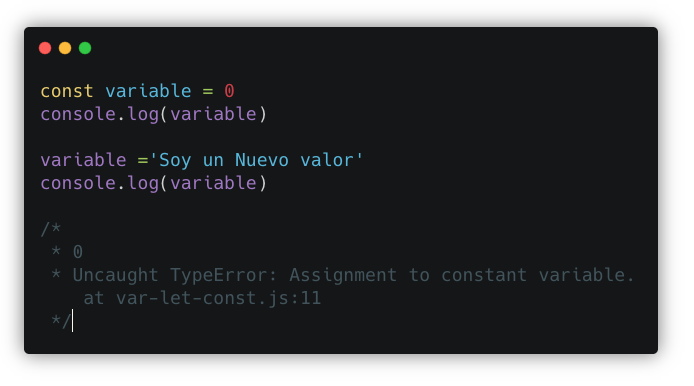 const variable = 0
console.log(variable)
variable ='Soy un Nuevo valor'
console.log(variable)
/*
* 0
* Uncaught TypeError: Assignment to constant variable.
at var-let-const.js:11
*/